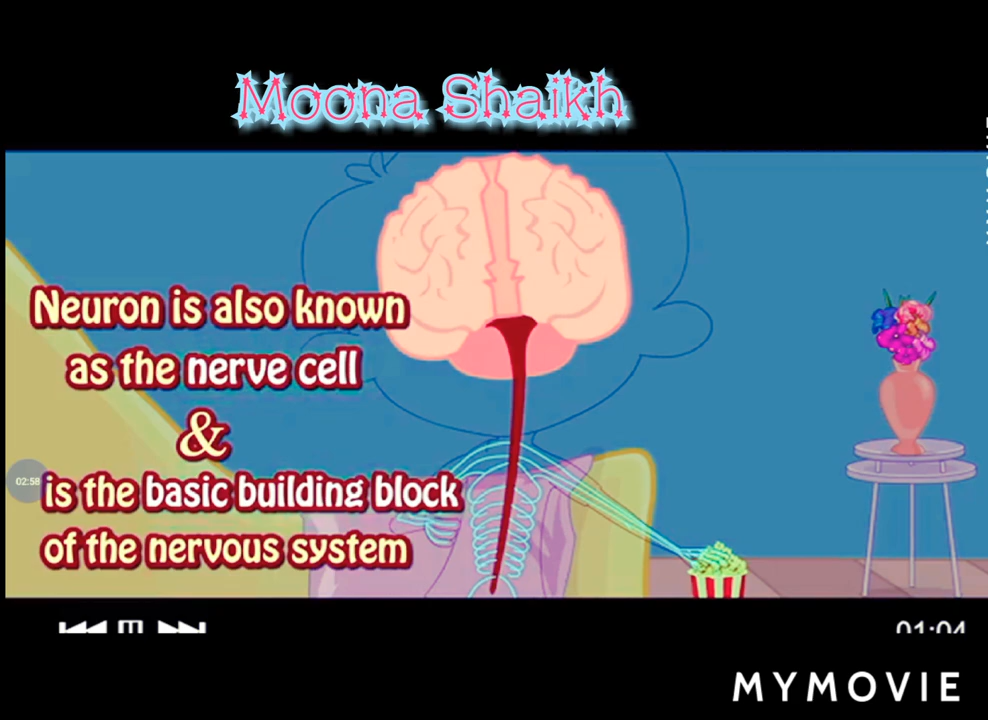 Moona Shaikh
Neuron is also known
as the nerve cell
&
is the basic building block
of the nervous system
02:58
01:04
MYMOVIE